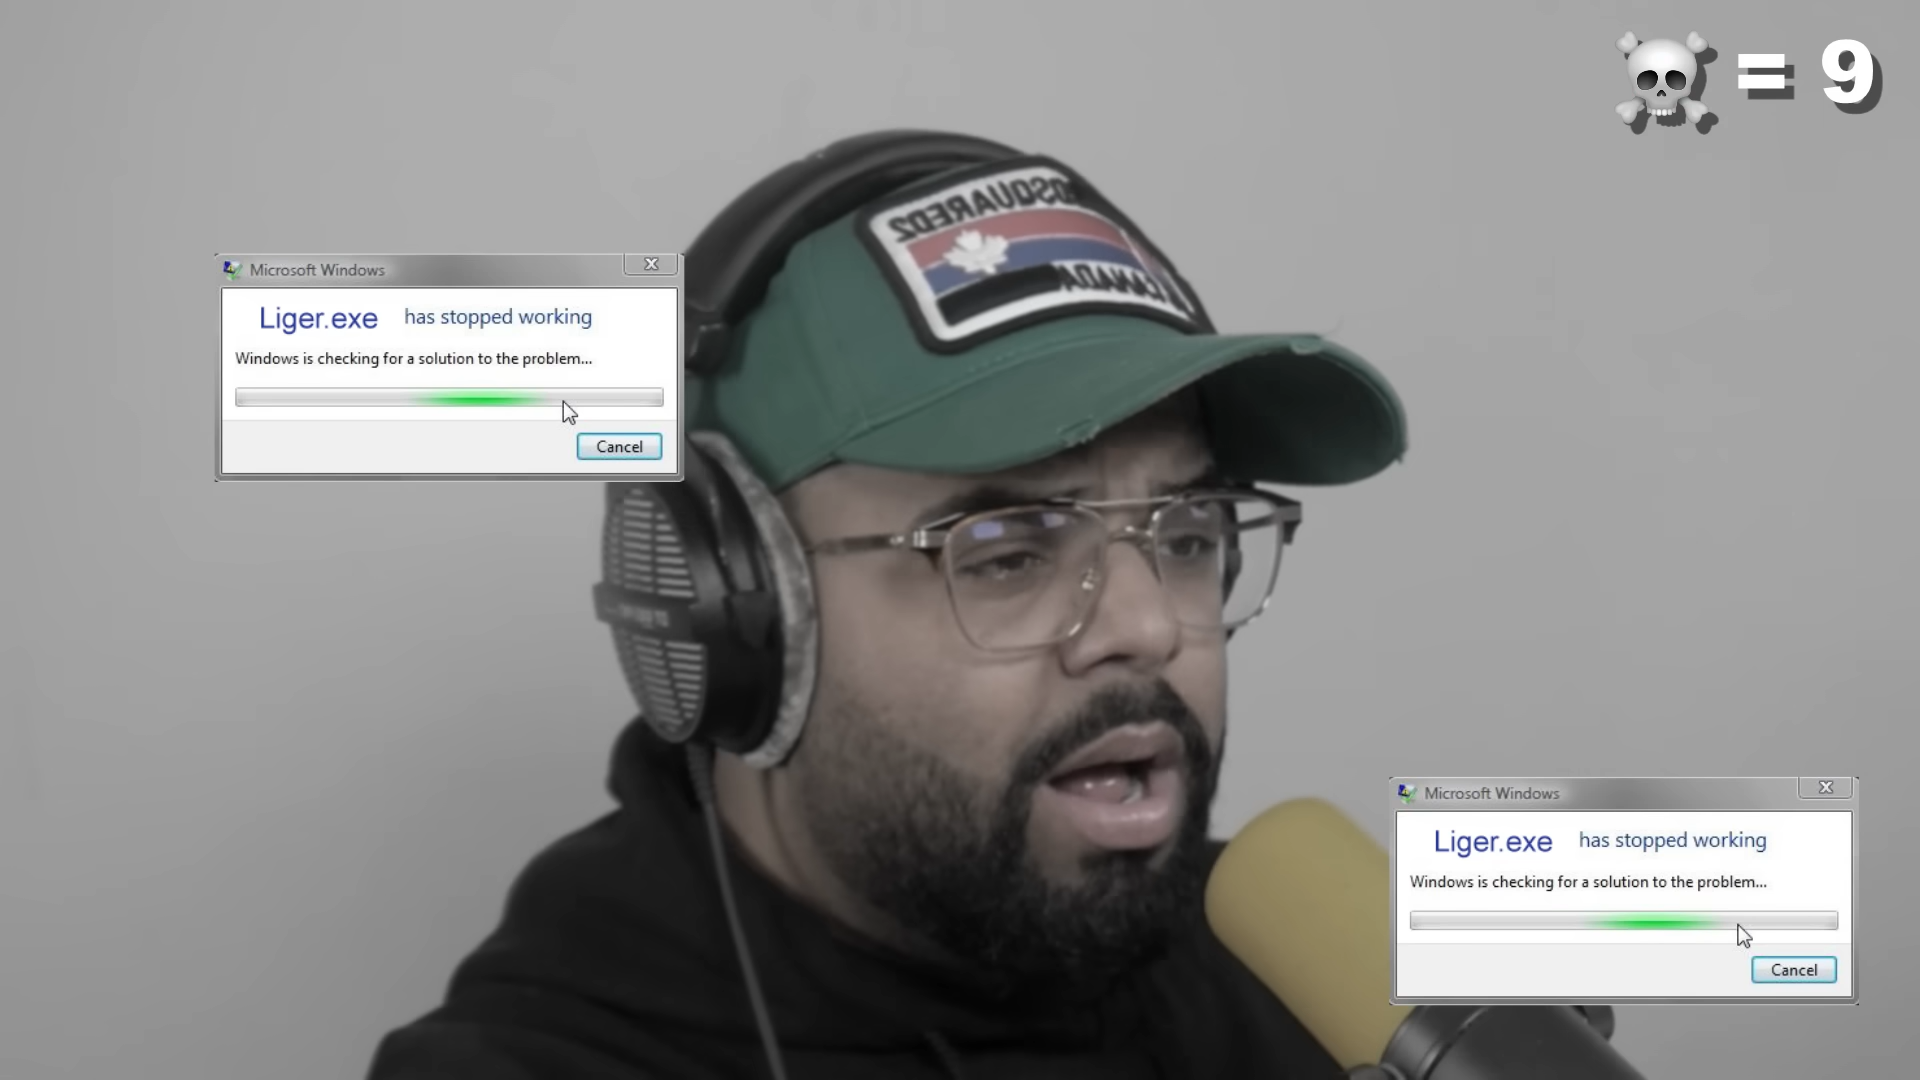 = 9
DSQUARED2
CANADA
Microsoft Windows
Liger.exe has stopped working
Windows is checking for a solution to the problem...
Cancel
Microsoft Windows
Liger.exe has stopped working
Windows is checking for a solution to the problem...
Cancel